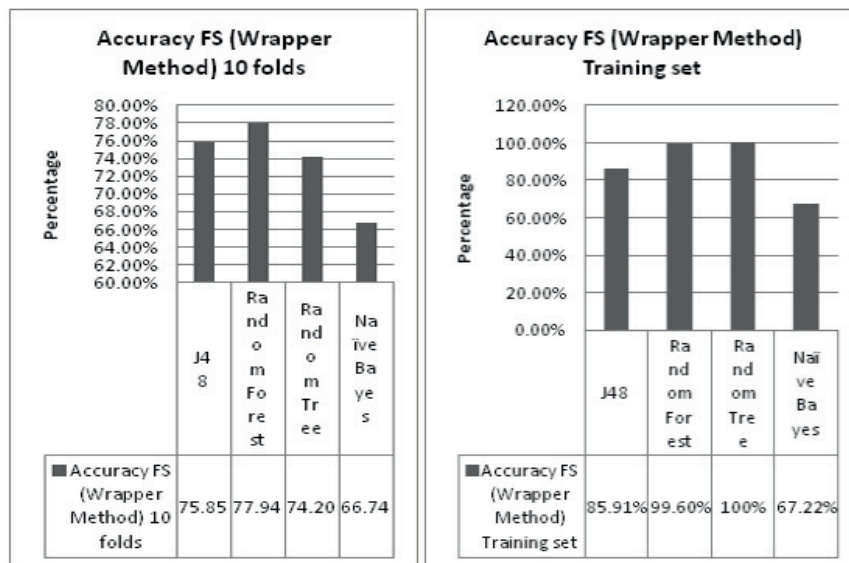 Accuracy FS (Wrapper
Method) 10 folds
Percentage
80.00%
78.00%
76.00%
74.00%
72.00%
70.00%
68.00%
66.00%
64.00%
62.00%
60.00%
J4
8
Ra
nd
o
m
Fo
re
st
Ra
nd
o
m
Tr
ee
Na
ïve
Ba
ye
s
Accuracy FS
(Wrapper
Method) 10
folds
75.85 77.94 74.20 66.74
Accuracy FS (Wrapper Method)
Training set
Percentage
120.00%
100.00%
80.00%
60.00%
40.00%
20.00%
0.00%
J48
Ra
nd
om
For
est
Ra
nd
om
Tre
e
Naï
ve
Ba
yes
Accuracy FS
(Wrapper
Method)
Training set
85.91% 99.60% 100% 67.22%